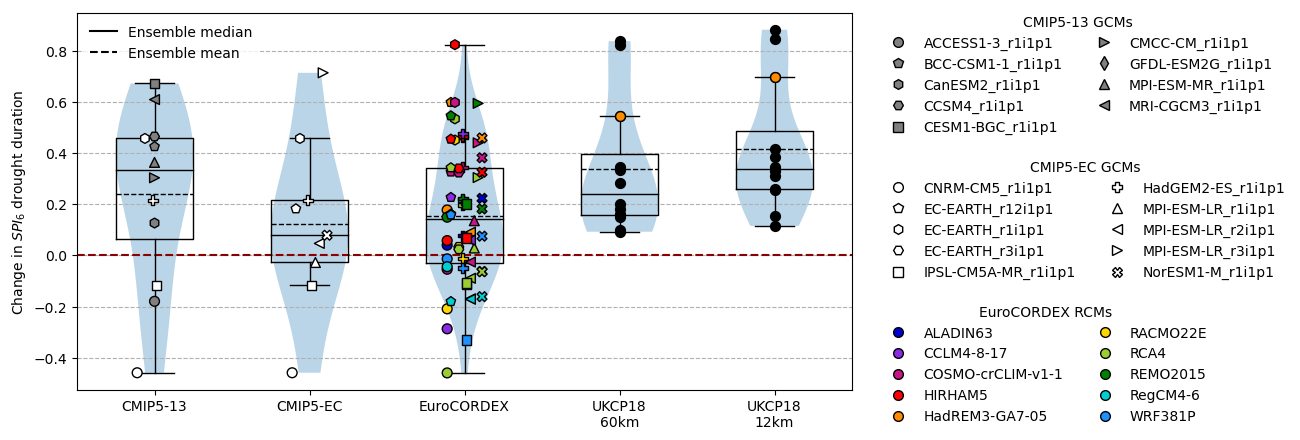 Change in SPI6 drought duration
0.8
0.6
0.4
0.2
0.0
−0.2
−0.4
Ensemble median
Ensemble mean
CMIP5-13
CMIP5-EC
EuroCORDEX
UKCP18
60km
UKCP18
12km
CMIP5-13 GCMs
ACCESS1-3_r1i1p1
BCC-CSM1-1_r1i1p1
CanESM2_r1i1p1
CCSM4_r1i1p1
CESM1-BGC_r1i1p1
CMCC-CM_r1i1p1
GFDL-ESM2G_r1i1p1
MPI-ESM-MR_r1i1p1
MRI-CGCM3_r1i1p1
CMIP5-EC GCMs
CNRM-CM5_r1i1p1
EC-EARTH_r12i1p1
EC-EARTH_r1i1p1
EC-EARTH_r3i1p1
IPSL-CM5A-MR_r1i1p1
HadGEM2-ES_r1i1p1
MPI-ESM-LR_r1i1p1
MPI-ESM-LR_r2i1p1
MPI-ESM-LR_r3i1p1
NorESM1-M_r1i1p1
EuroCORDEX RCMs
ALADIN63
CCLM4-8-17
COSMO-crCLIM-v1-1
HIRHAM5
HadREM3-GA7-05
RACMO22E
RCA4
REMO2015
RegCM4-6
WRF381P